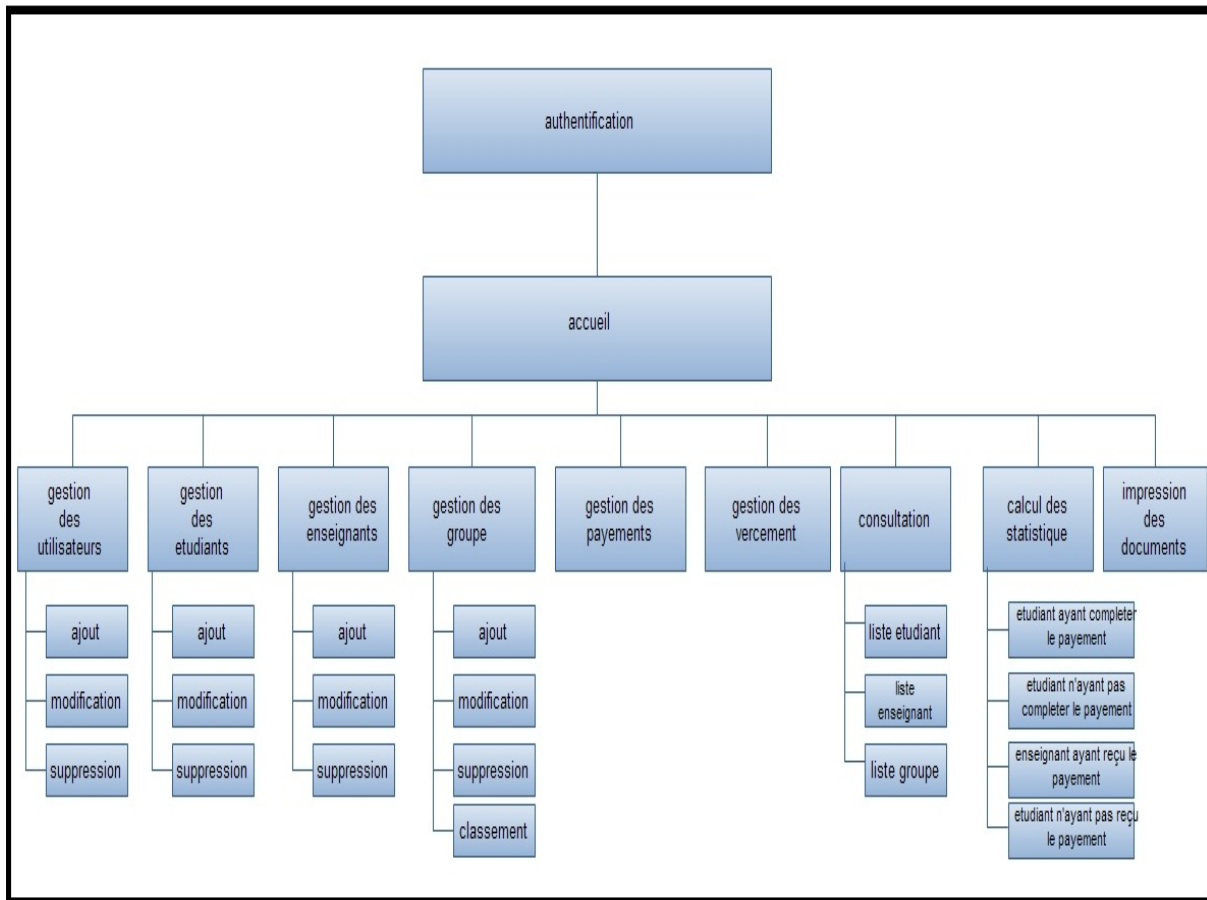 authentification
accueil
gestion
des
utilisateurs
gestion
des
etudiants
gestion des
enseignants
gestion des
groupe
gestion des
payements
gestion des
vercement
consultation
calcul des
statistique
impression
des
documents
ajout
modification
suppression
ajout
modification
suppression
ajout
modification
suppression
ajout
modification
suppression
classement
liste etudiant
liste
enseignant
liste groupe
etudiant ayant completer
le payement
etudiant n'ayant pas
completer le payement
enseignant ayant reçu le
payement
etudiant n'ayant pas reçu
le payement